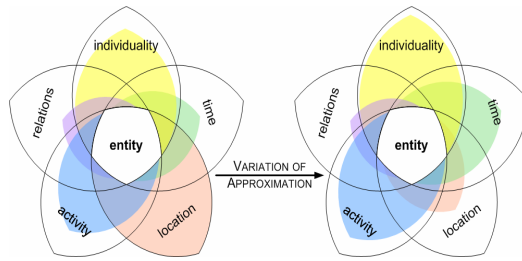 individuality
relations
time
entity
activity
location
VARIATION OF
APPROXIMATION
individuality
relations
time
entity
activity
location